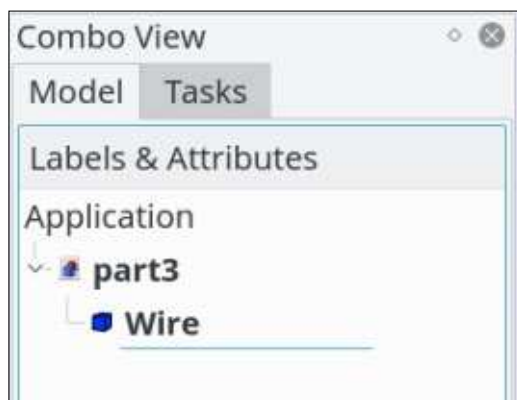 Combo View
Model Tasks
Labels & Attributes
Application
part3
Wire